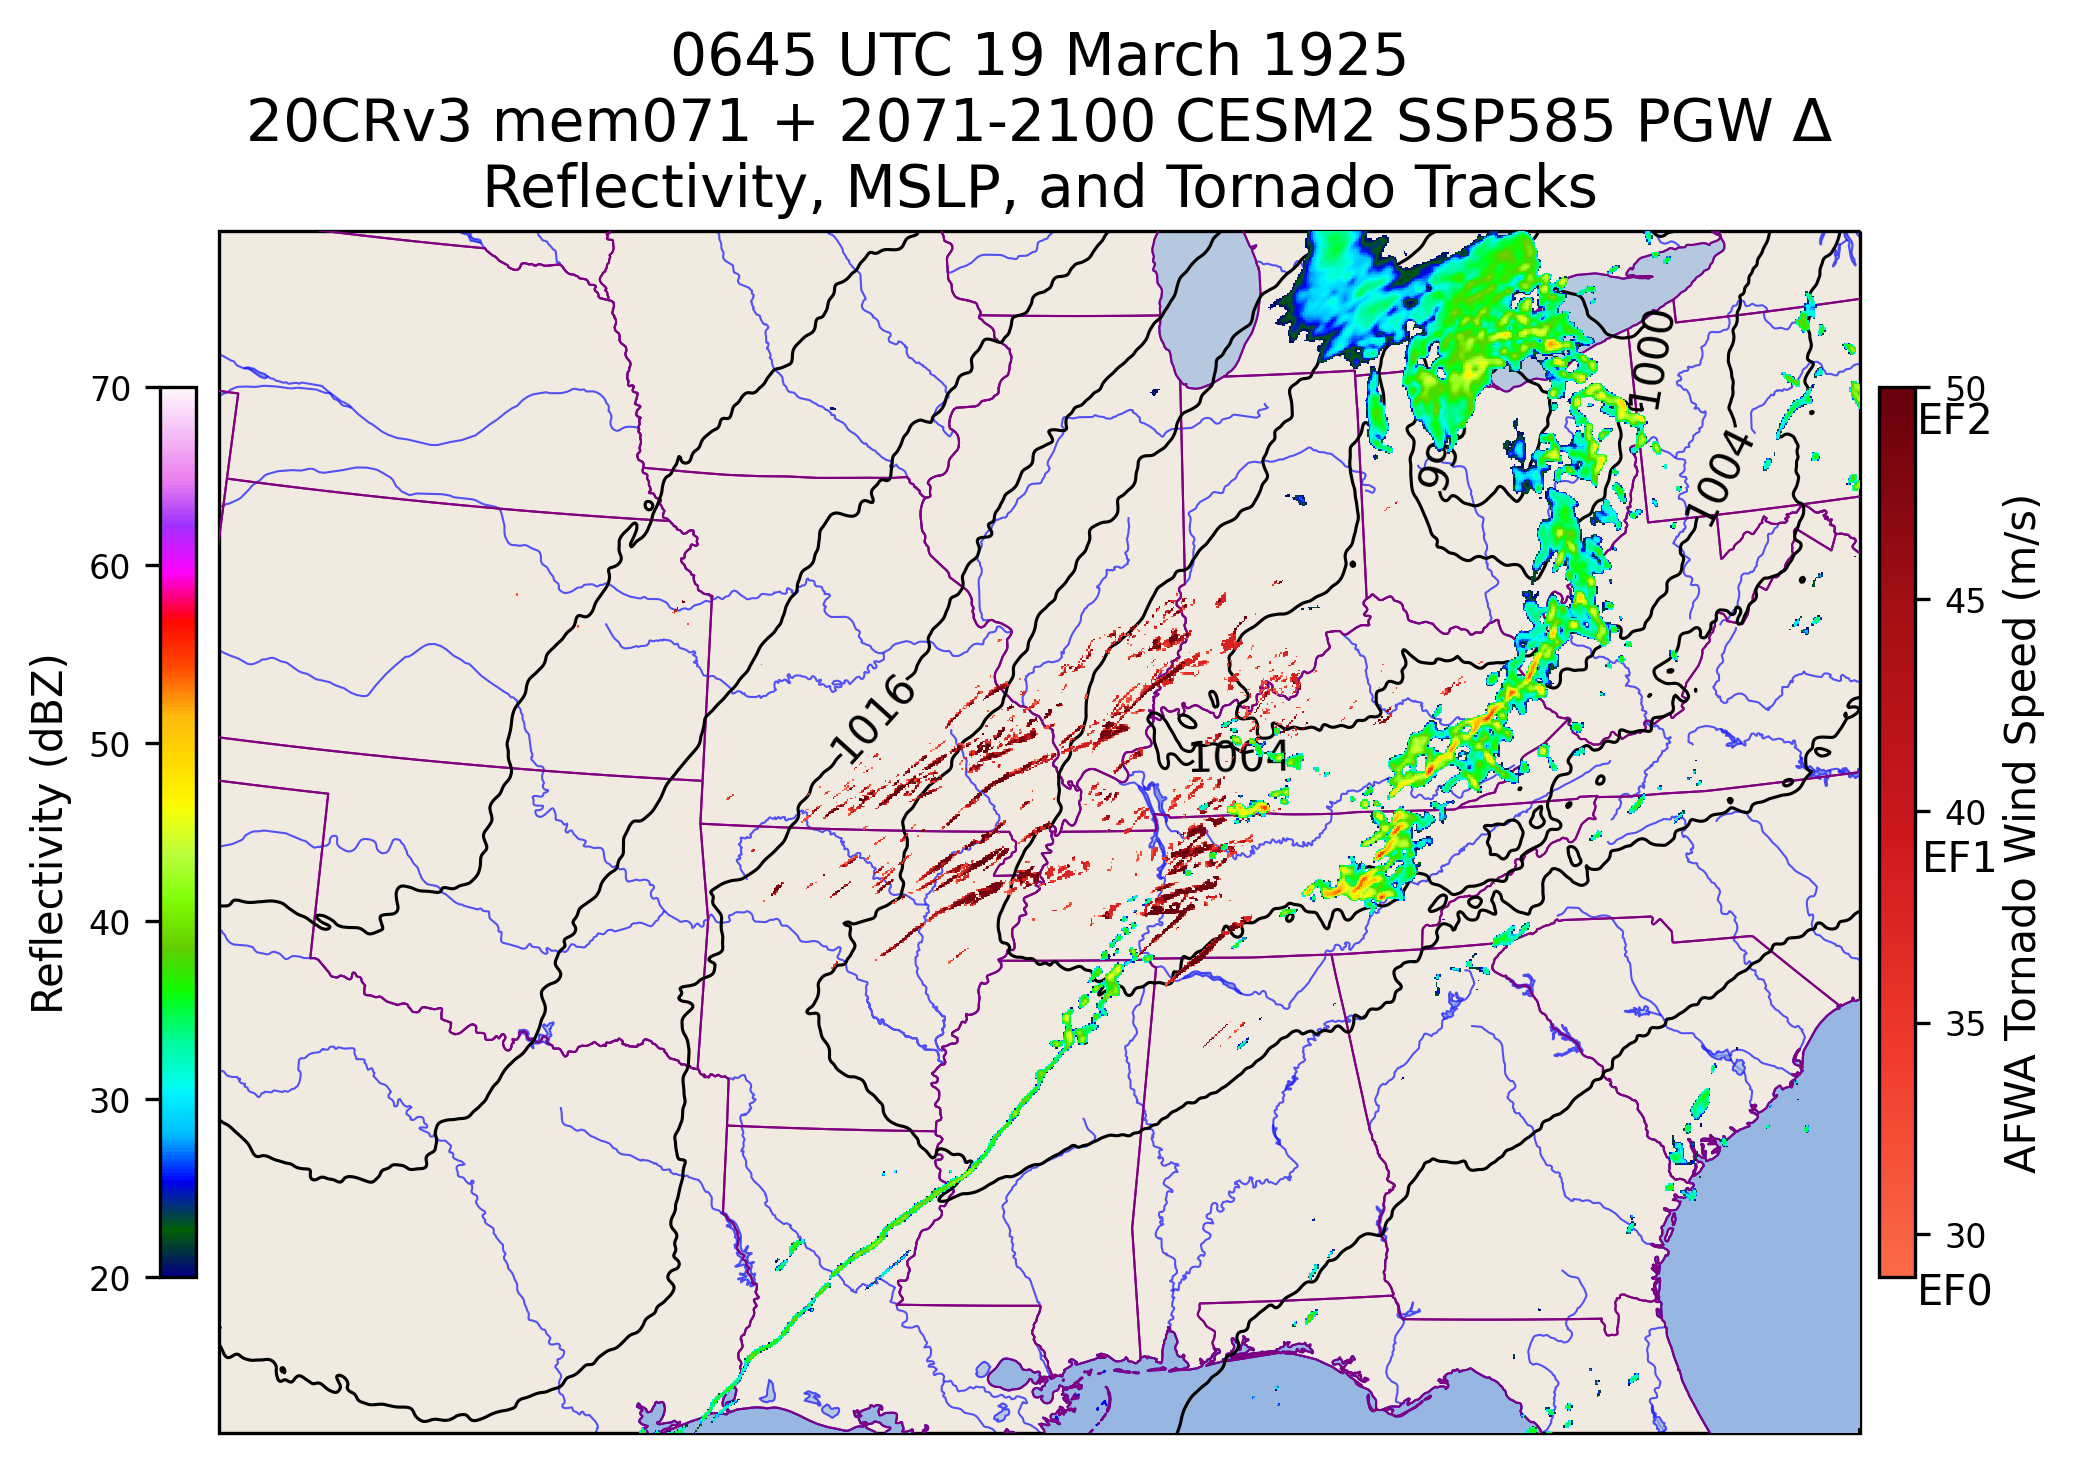 0645 UTC 19 March 1925
20CRv3 mem071 + 2071-2100 CESM2 SSP585 PGW Δ
Reflectivity, MSLP, and Tornado Tracks
1000
1004
1016
1004
70
60
50
40
30
20
Reflectivity (dBZ)
50
EF2
45
40
EF1
35
30
EF0
AFWA Tornado Wind Speed (m/s)